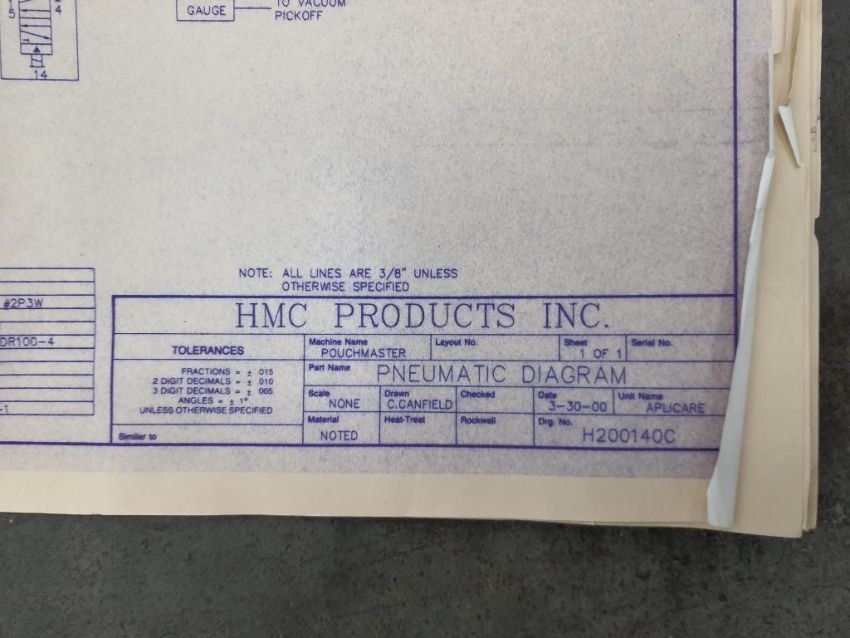 5
4
14
GAUGE
TO VACUUM
PICKOFF
NOTE: ALL LINES ARE 3/8" UNLESS
OTHERWISE SPECIFIED
#2P3W
DR100-4
-1
HMC PRODUCTS INC.
TOLERANCES
FRACTIONS = ± .015
2 DIGIT DECIMALS = ± .010
3 DIGIT DECIMALS = ± .005
ANGLES = ± 1°
UNLESS OTHERWISE SPECIFIED
Similar to
Machine Name
POUCHMASTER
Layout No.
Sheet
1 OF 1
Serial No.
Part Name
PNEUMATIC DIAGRAM
Scale
NONE
Drawn
C.CANFIELD
Checked
Date
3-30-00
Unit Name
APLICARE
Material
NOTED
Heat-Treat
Rockwell
Drg. No.
H200140C